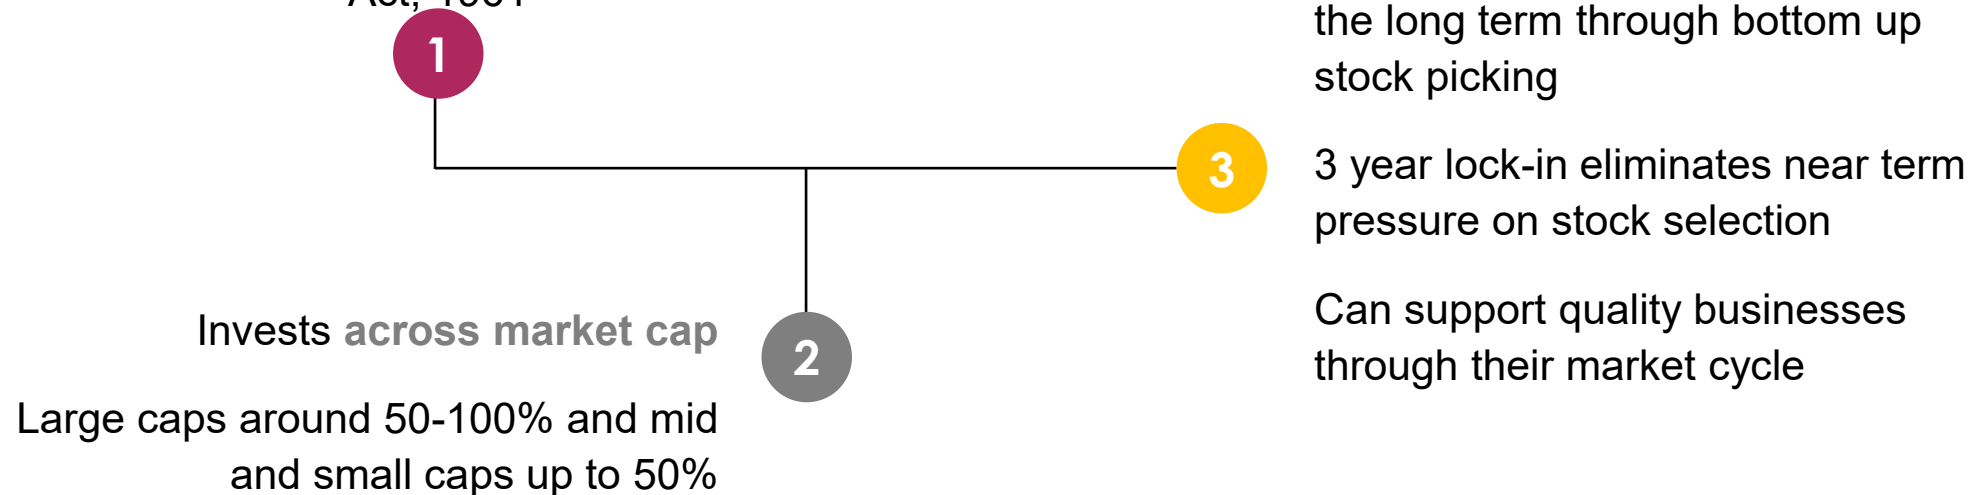 Act, 1961
1
Invests across market cap
Large caps around 50-100% and mid
and small caps up to 50%
2
3
the long term through bottom up
stock picking
3 year lock-in eliminates near term
pressure on stock selection
Can support quality businesses
through their market cycle